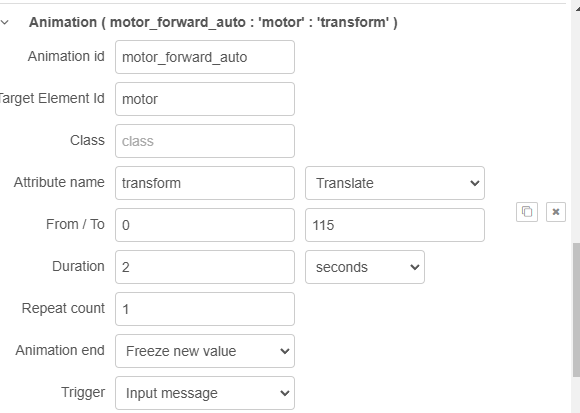 Animation ( motor_forward_auto : 'motor' : 'transform' )
Animation id motor_forward_auto
Target Element Id motor
Class class
Attribute name transform Translate
From / To 0 115
Duration 2 seconds
Repeat count 1
Animation end Freeze new value
Trigger Input message